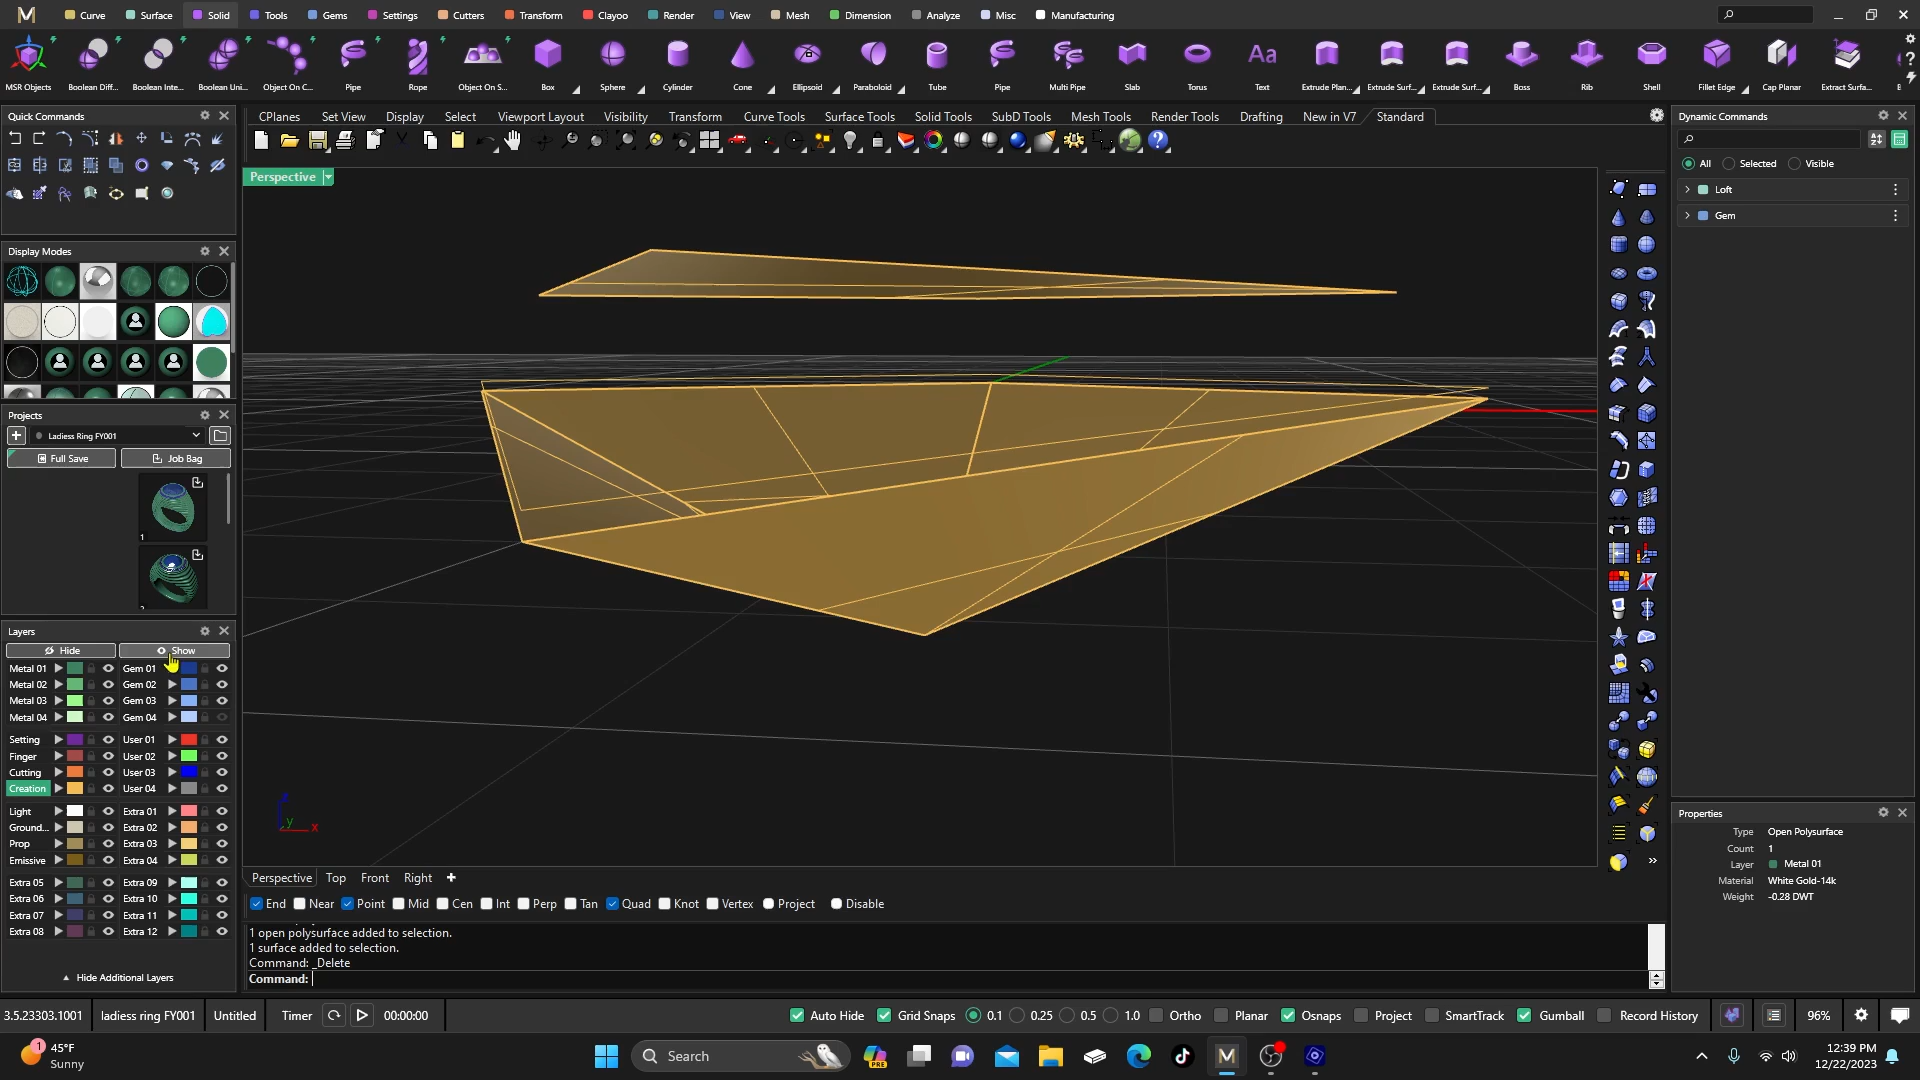 M Curve Surface Solid Tools Gems Settings Cutters Transform Clayoo Render View Mesh Dimension Analyze Misc Manufacturing
MSR Objects Boolean Diff... Boolean Inte... Boolean Uni... Object On C... Pipe Rope Object On S... Box Sphere Cylinder Cone Ellipsoid Paraboloid Tube Pipe Multi Pipe Slab Torus Text Extrude Plan... Extrude Surf... Extrude Surf... Boss Rib Shell Fillet Edge Cap Planar Extract Surfa...
Aa
Quick Commands
CPlanes Set View Display Select Viewport Layout Visibility Transform Curve Tools Surface Tools Solid Tools SubD Tools Mesh Tools Render Tools Drafting New in V7 Standard
Dynamic Commands
All Selected Visible
Loft
Gem
Perspective
Display Modes
Projects
Ladiess Ring FY001
Full Save Job Bag
1
2
Layers
Hide Show
Metal 01 Gem 01
Metal 02 Gem 02
Metal 03 Gem 03
Metal 04 Gem 04
Setting User 01
Finger User 02
Cutting User 03
Creation User 04
Light Extra 01
Ground... Extra 02
Prop Extra 03
Emissive Extra 04
Extra 05 Extra 09
Extra 06 Extra 10
Extra 07 Extra 11
Extra 08 Extra 12
Hide Additional Layers
z
y
x
Perspective Top Front Right
End Near Point Mid Cen Int Perp Tan Quad Knot Vertex Project Disable
1 open polysurface added to selection.
1 surface added to selection.
Command: _Delete
Command:
Properties
Type Open Polysurface
Count 1
Layer Metal 01
Material White Gold-14k
Weight -0.28 DWT
3.5.23303.1001 ladiess ring FY001 Untitled Timer 00:00:00 Auto Hide Grid Snaps 0.1 0.25 0.5 1.0 Ortho Planar Osnaps Project SmartTrack Gumball Record History 96%
1
45°F
Sunny
Search
PRE
M
12:39 PM
12/22/2023